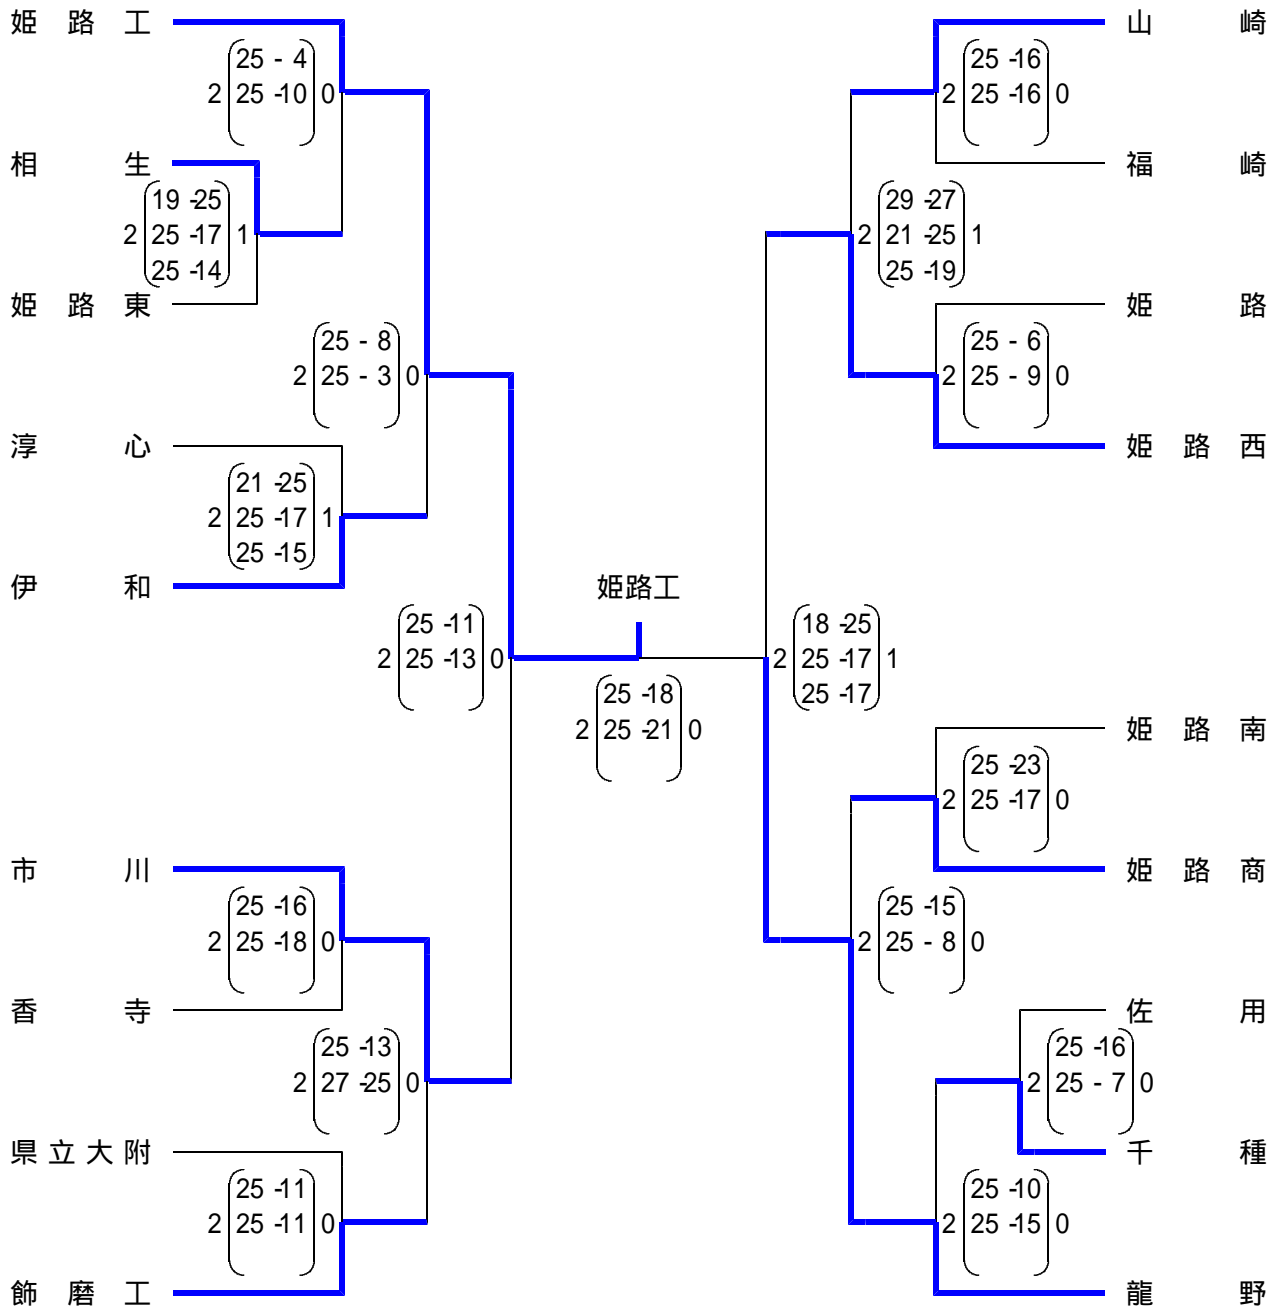 姫路工
25 - 4
2 25 -10 0
相生
19 -25
2 25 -17 1
25 -14
姫路東
25 - 8
2 25 - 3 0
淳心
21 -25
2 25 -17 1
25 -15
伊和
25 -11
2 25 -13 0
市川
25 -16
2 25 -18 0
香寺
25 -13
2 27 -25 0
県立大附
25 -11
2 25 -11 0
飾磨工
姫路工
25 -18
2 25 -21 0
山崎
25 -16
2 25 -16 0
福崎
29 -27
2 21 -25 1
25 -19
姫路
25 - 6
2 25 - 9 0
姫路西
18 -25
2 25 -17 1
25 -17
姫路南
25 -23
2 25 -17 0
姫路商
25 -15
2 25 - 8 0
佐用
25 -16
2 25 - 7 0
千種
25 -10
2 25 -15 0
龍野